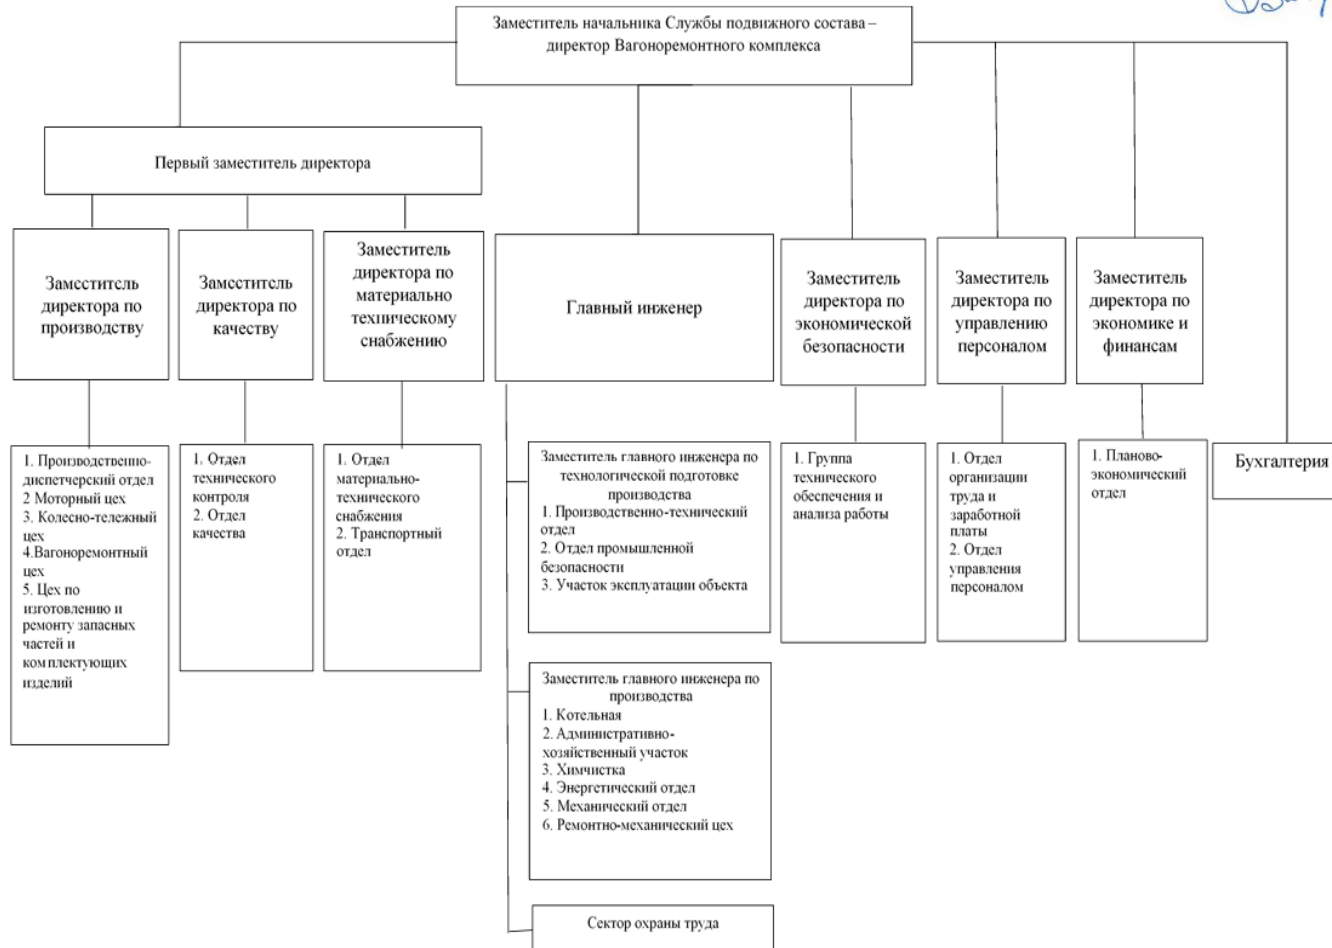 Заместитель начальника Службы подвижного состава –
директор Вагоноремонтного комплекса
Первый заместитель директора
Заместитель
директора по
производству
Заместитель
директора по
качеству
Заместитель
директора по
материально
техническому
снабжению
Главный инженер
Заместитель
директора по
экономической
безопасности
Заместитель
директора по
управлению
персоналом
Заместитель
директора по
экономике и
финансам
1. Производственно-
диспетчерский отдел
2 Моторный цех
3. Колесно-тележный
цех
4.Вагоноремонтный
цех
5. Цех по
изготовлению и
ремонту запасных
частей и
комплектующих
изделий
1. Отдел
технического
контроля
2. Отдел
качества
1. Отдел
материально-
технического
снабжения
2. Транспортный
отдел
Заместитель главного инженера по
технологической подготовке
производства
1. Производственно-технический
отдел
2. Отдел промышленной
безопасности
3. Участок эксплуатации объекта
Заместитель главного инженера по
производства
1. Котельная
2. Административно-
хозяйственный участок
3. Химчистка
4. Энергетический отдел
5. Механический отдел
6. Ремонтно-механический цех
Сектор охраны труда
1. Группа
технического
обеспечения и
анализа работы
1. Отдел
организации
труда и
заработной
платы
2. Отдел
управления
персоналом
1. Планово-
экономический
отдел
Бухгалтерия